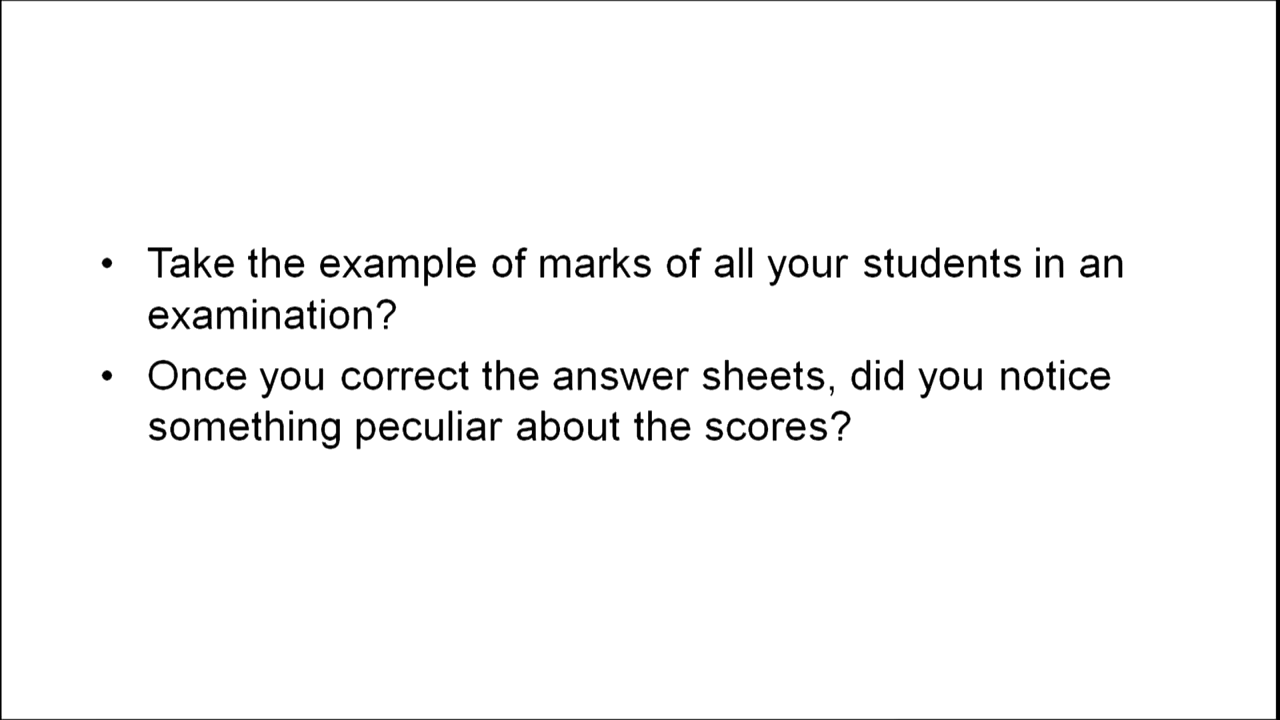 • Take the example of marks of all your students in an
examination?
• Once you correct the answer sheets, did you notice
something peculiar about the scores?